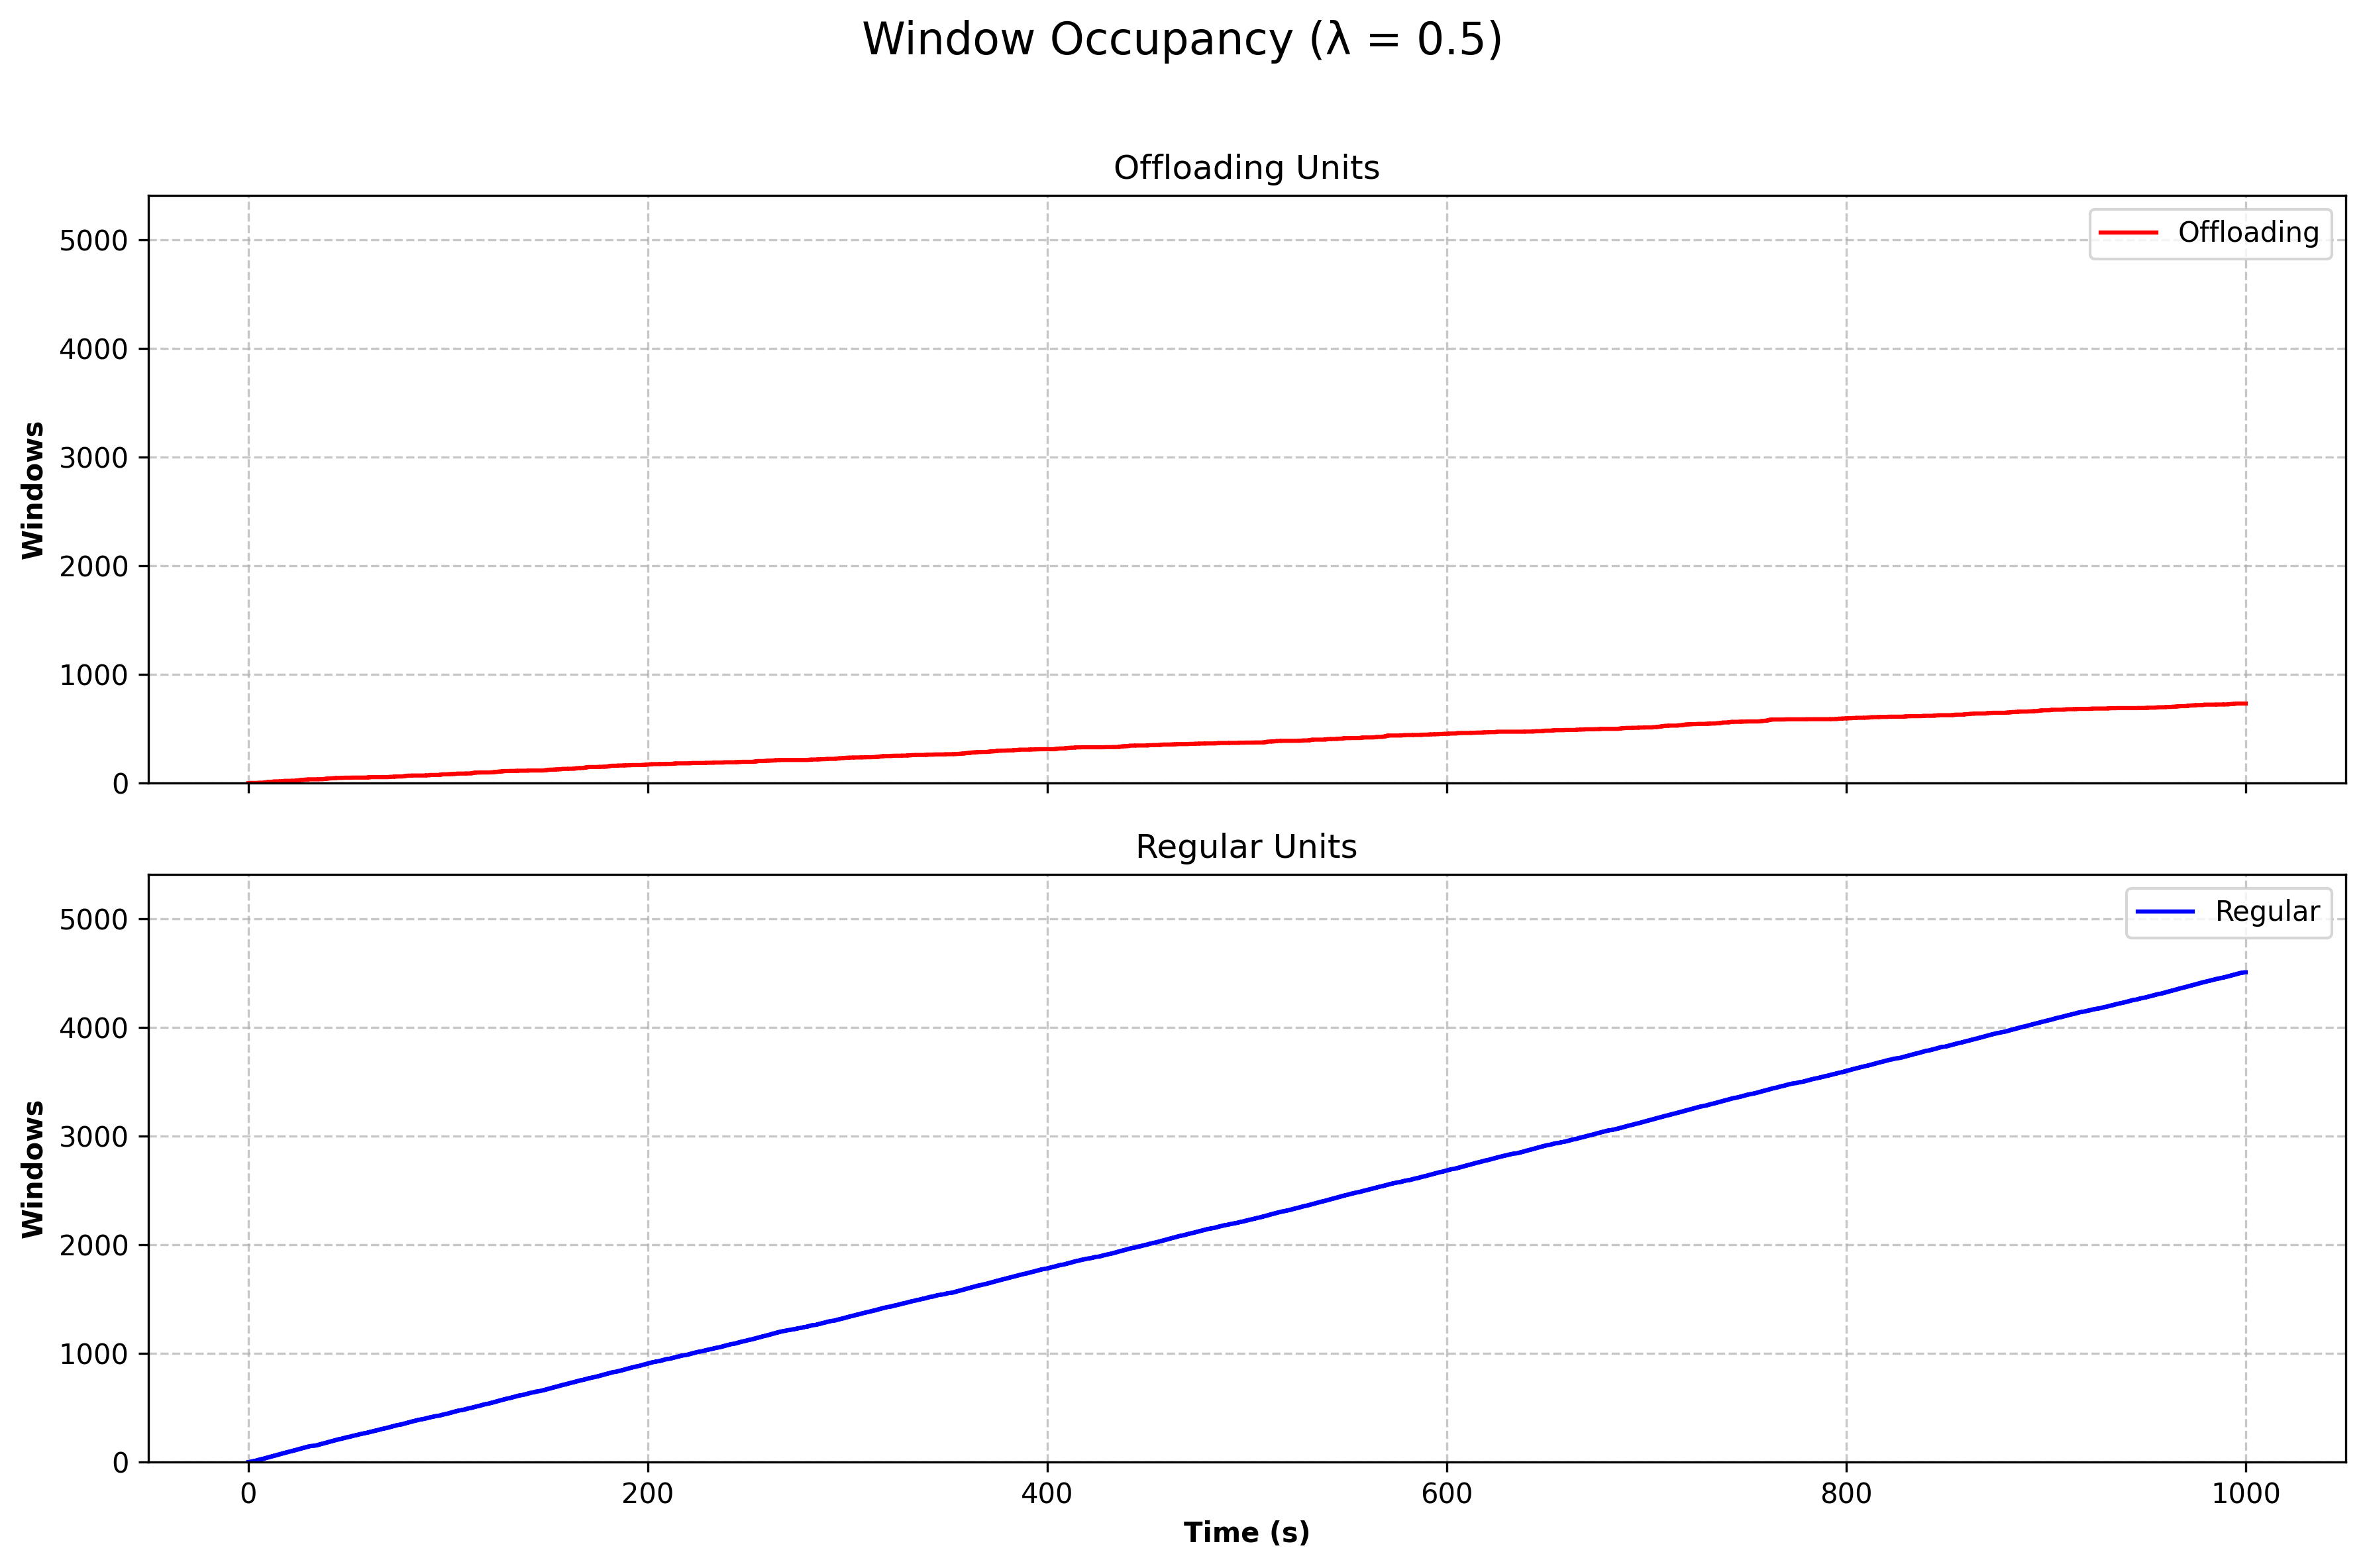 Window Occupancy (λ = 0.5)
Offloading Units
Offloading
5000
4000
3000
2000
1000
0
Windows
Regular Units
Regular
5000
4000
3000
2000
1000
0
Windows
0 200 400 600 800 1000
Time (s)